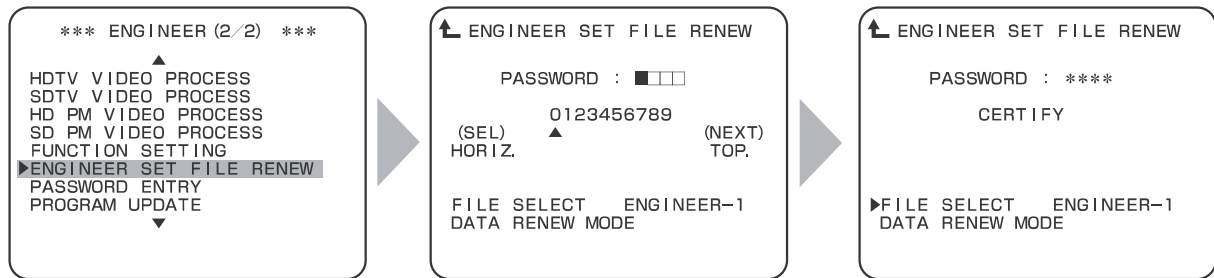 *** ENGINEER (2/2) ***
HDTV VIDEO PROCESS
SDTV VIDEO PROCESS
HD PM VIDEO PROCESS
SD PM VIDEO PROCESS
FUNCTION SETTING
ENGINEER SET FILE RENEW
PASSWORD ENTRY
PROGRAM UPDATE
ENGINEER SET FILE RENEW
PASSWORD :
0123456789
(SEL) (NEXT)
HORIZ. TOP.
FILE SELECT ENGINEER-1
DATA RENEW MODE
ENGINEER SET FILE RENEW
PASSWORD : ****
CERTIFY
FILE SELECT ENGINEER-1
DATA RENEW MODE